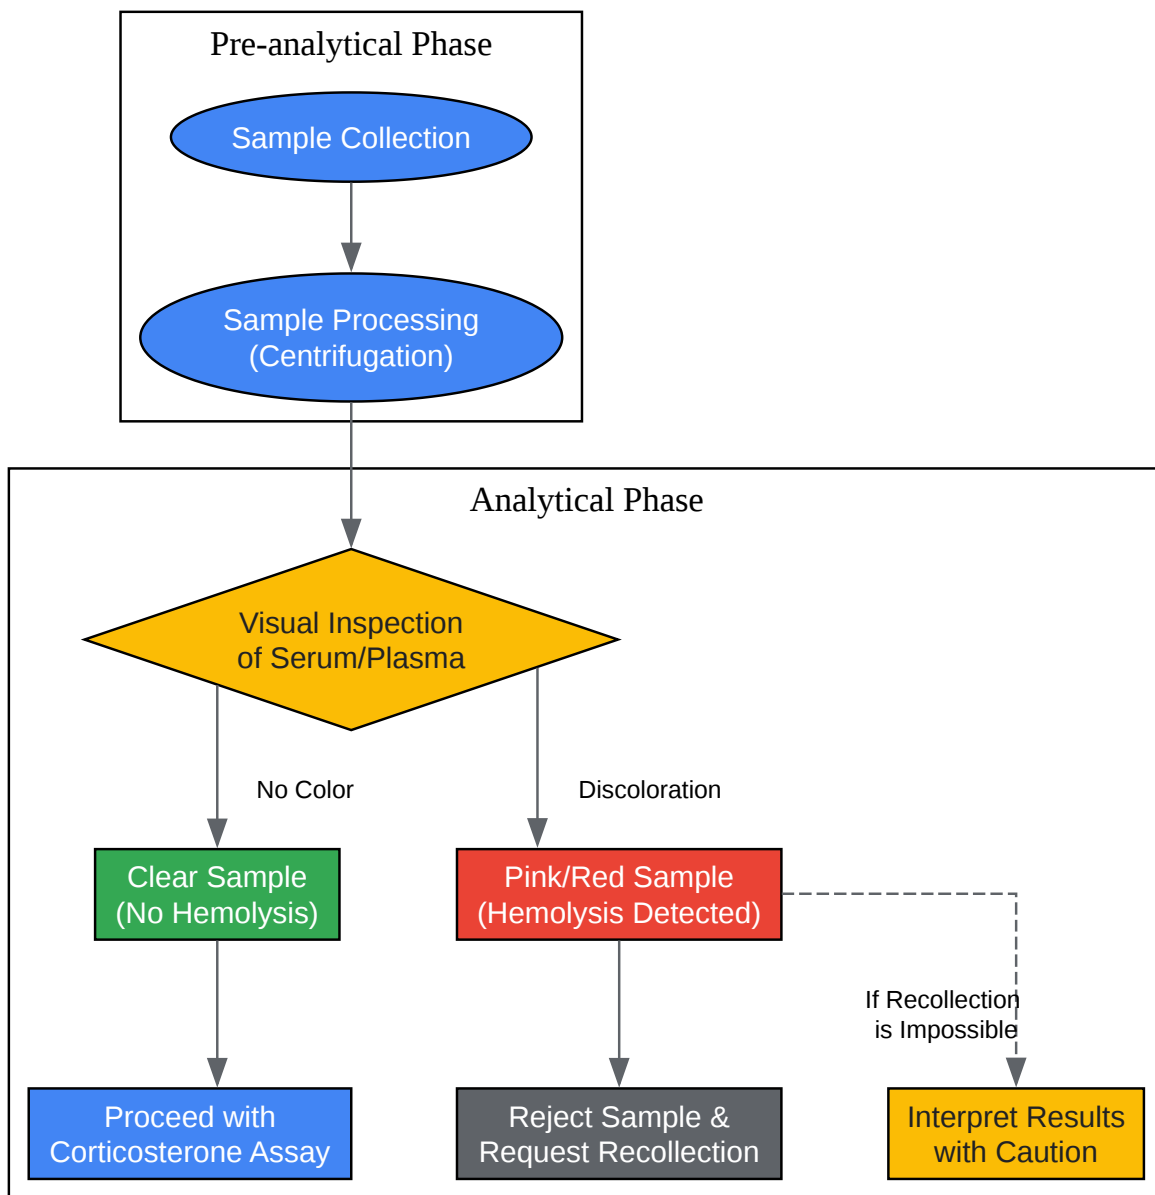 Pre-analytical Phase
Sample Collection
Sample Processing
(Centrifugation)
Analytical Phase
Visual Inspection
of Serum/Plasma
No Color
Discoloration
Clear Sample
(No Hemolysis)
Pink/Red Sample
(Hemolysis Detected)
If Recollection
is Impossible
Proceed with
Corticosterone Assay
Reject Sample &
Request Recollection
Interpret Results
with Caution